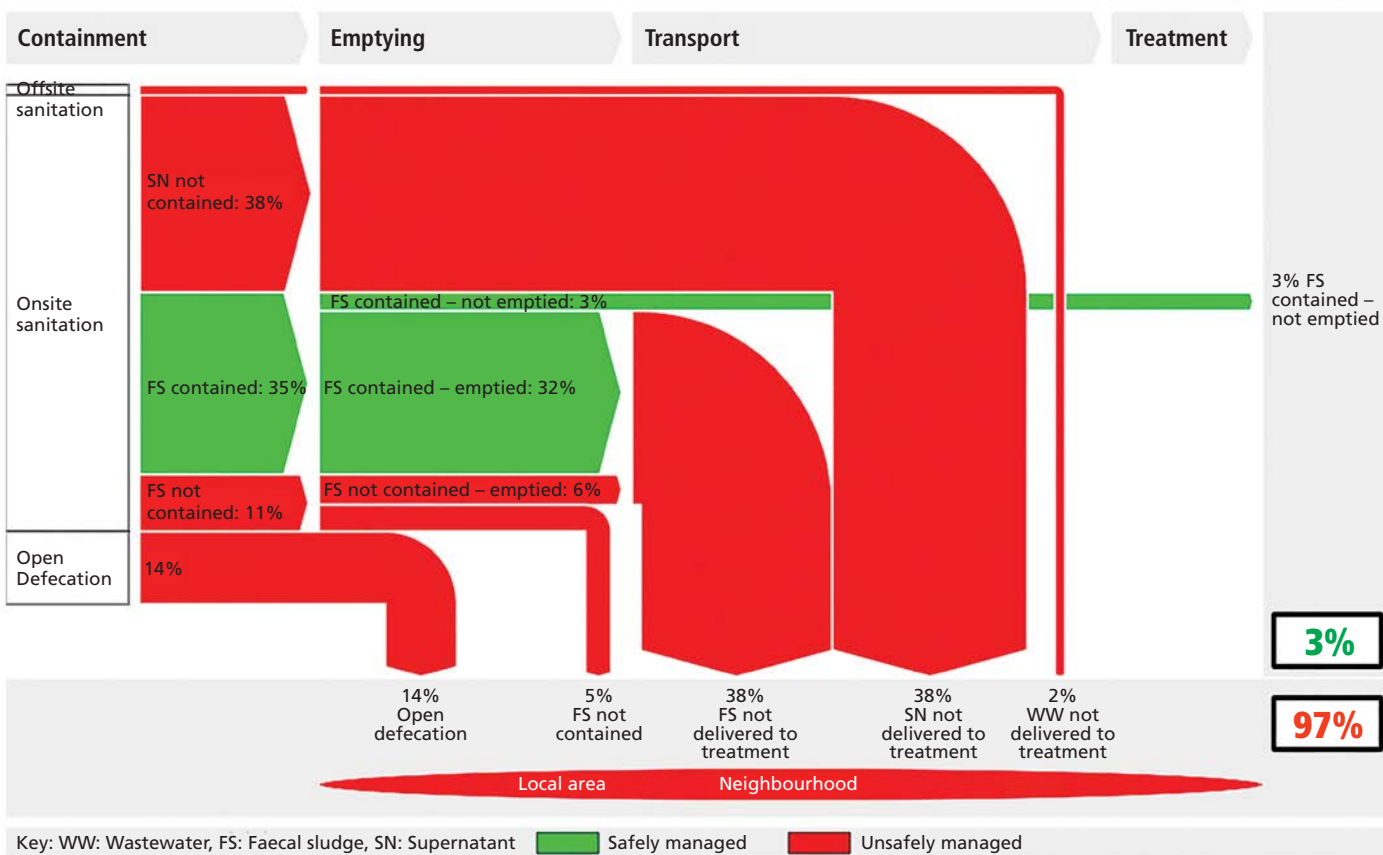 Containment
Emptying
Transport
Treatment
Offsite
sanitation
SN not
contained: 38%
Onsite
sanitation
FS contained – not emptied: 3%
3% FS
contained –
not emptied
FS contained: 35%
FS contained – emptied: 32%
FS not
contained: 11%
FS not contained – emptied: 6%
Open
Defecation
14%
3%
14%
Open
defecation
5%
FS not
contained
38%
FS not
delivered to
treatment
38%
SN not
delivered to
treatment
2%
WW not
delivered to
treatment
97%
Local area
Neighbourhood
Key: WW: Wastewater, FS: Faecal sludge, SN: Supernatant
Safely managed
Unsafely managed